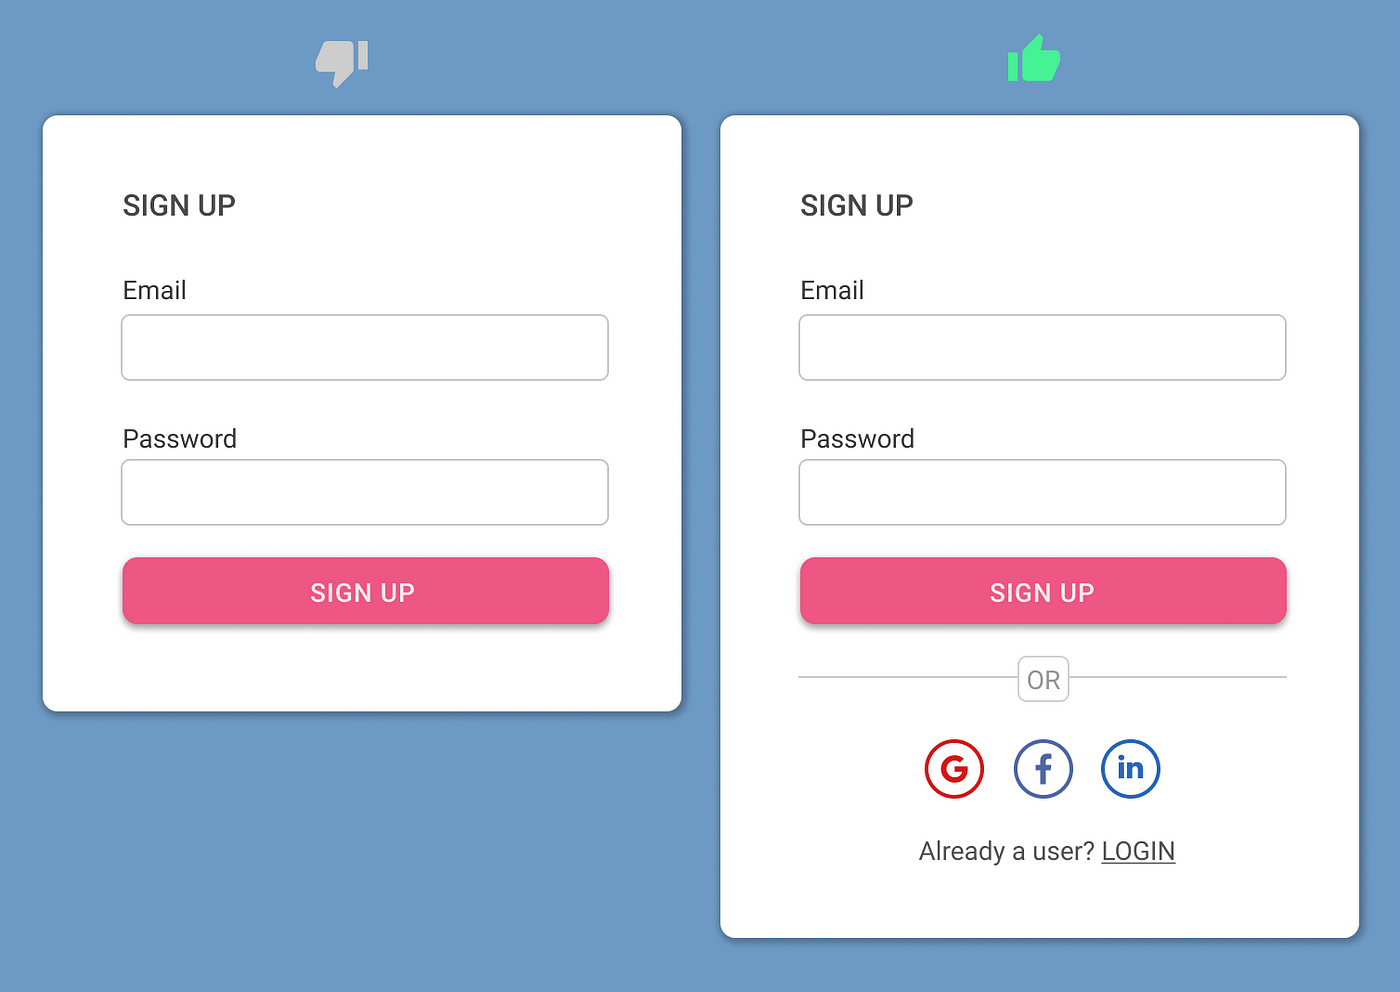 SIGN UP
Email
Password
SIGN UP
SIGN UP
Email
Password
SIGN UP
OR
G f in
Already a user? LOGIN